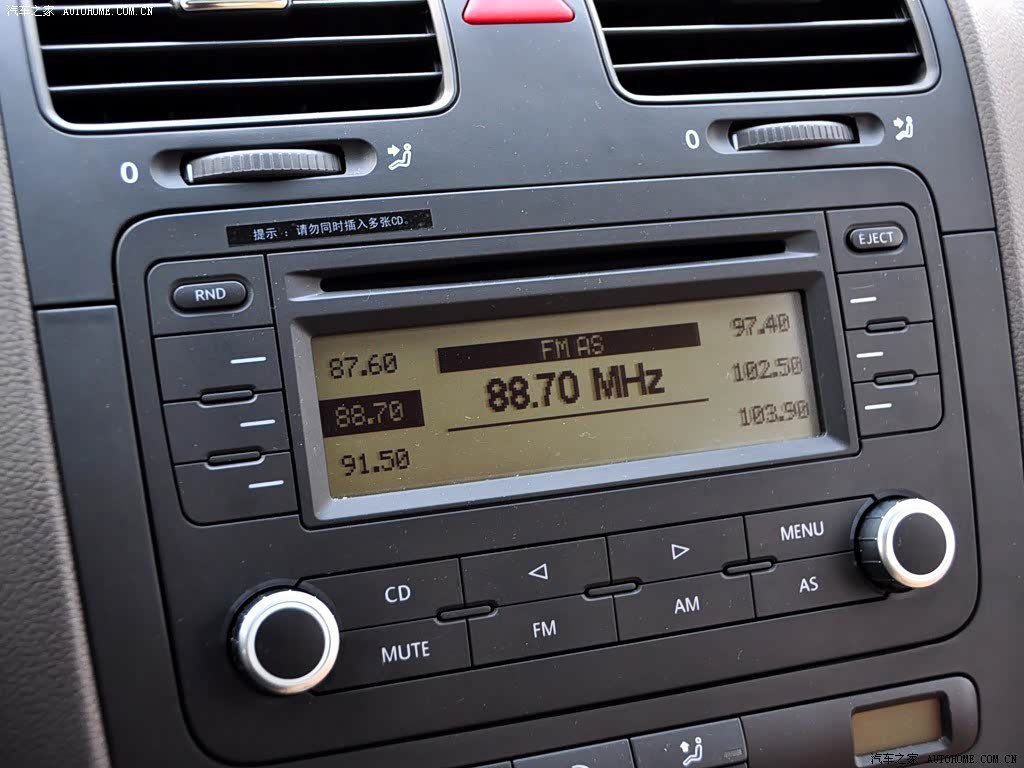 汽车之家 AUTOHOME.COM.CN
0
0
提示：请勿同时插入多张CD。
EJECT
RND
FM AS
87.60
88.70 MHz
97.40
88.70
102.50
91.50
103.90
CD
MENU
MUTE
FM
AM
AS
汽车之家 AUTOHOME.COM.CN